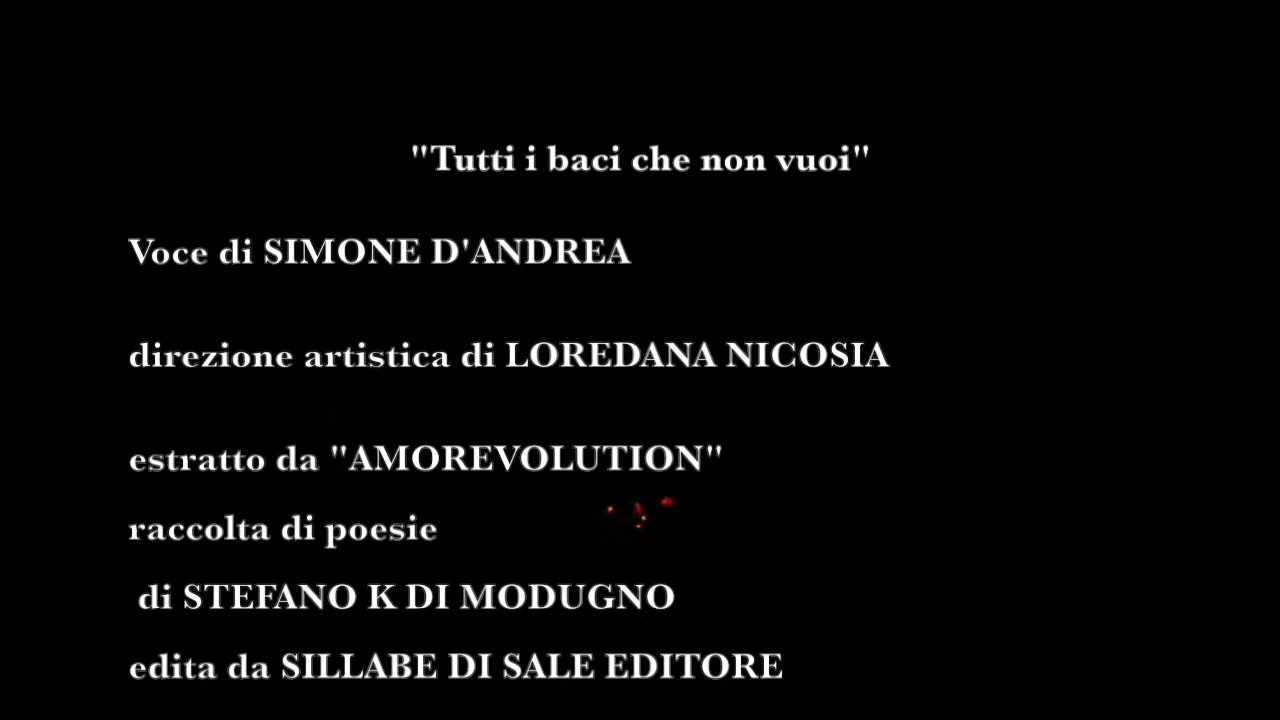 "Tutti i baci che non vuoi"
Voce di SIMONE D'ANDREA
direzione artistica di LOREDANA NICOSIA
estratto da "AMOREVOLUTION"
raccolta di poesie
di STEFANO K DI MODUGNO
edita da SILLABE DI SALE EDITORE